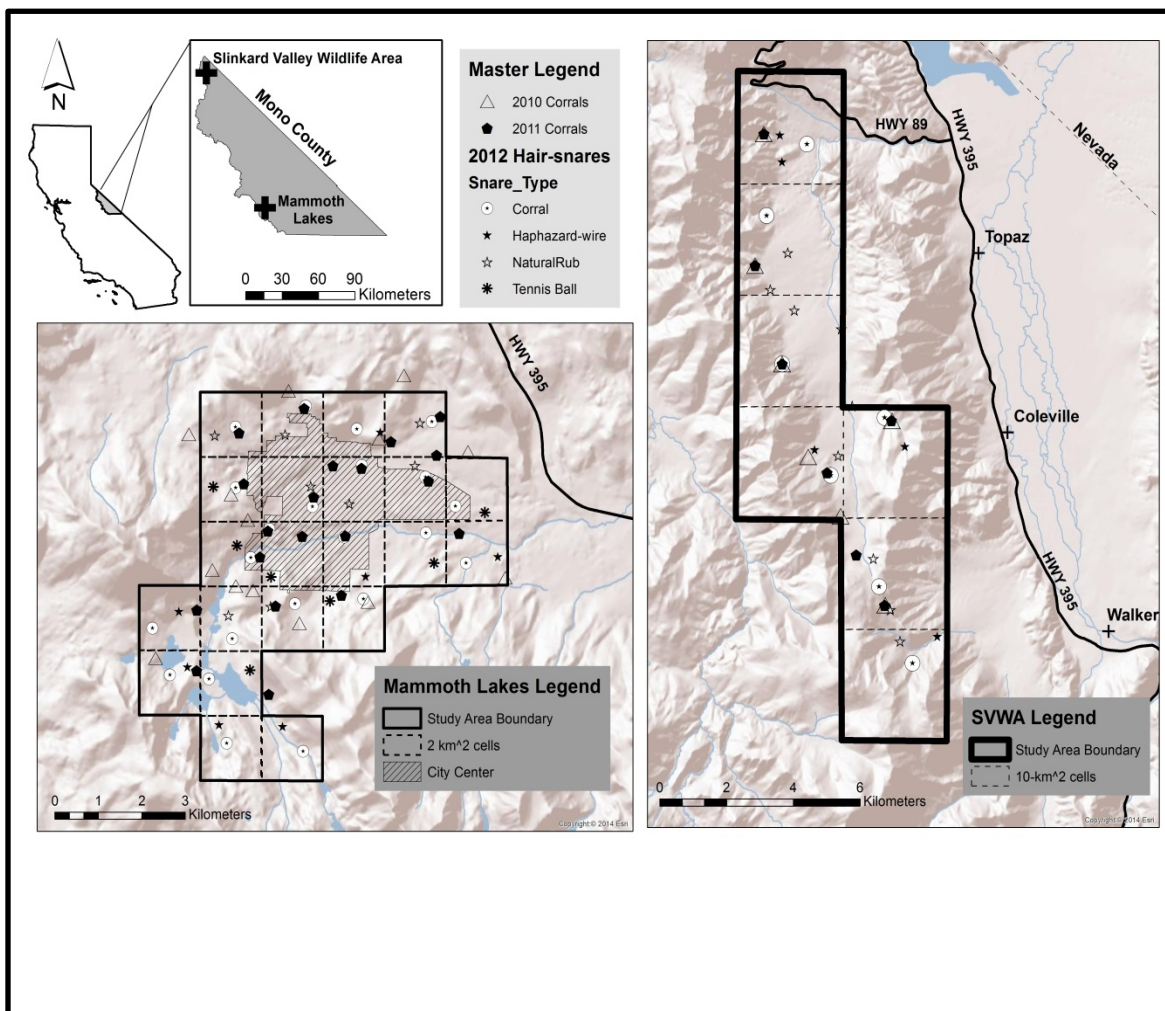 N
Slinkard Valley Wildlife Area
Mono County
Mammoth
Lakes
0 30 60 90
Kilometers
Master Legend
2010 Corrals
2011 Corrals
2012 Hair-snares
Snare_Type
Corral
Haphazard-wire
NaturalRub
Tennis Ball
HWY 395
Mammoth Lakes Legend
Study Area Boundary
2 km^2 cells
City Center
0 1 2 3
Kilometers
Copyright:© 2014 Esri
HWY 89
HWY 395
Nevada
Topaz
Coleville
HWY 395
Walker
SVWA Legend
Study Area Boundary
10-km^2 cells
0 2 4 6
Kilometers
Copyright:© 2014 Esri